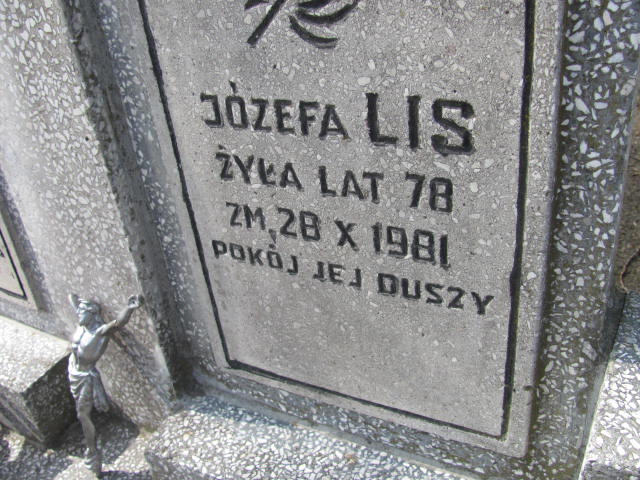 JÓZEFA LIS
ŻYŁA LAT 78
ZM. 28 X 1981
POKÓJ JEJ DUSZY